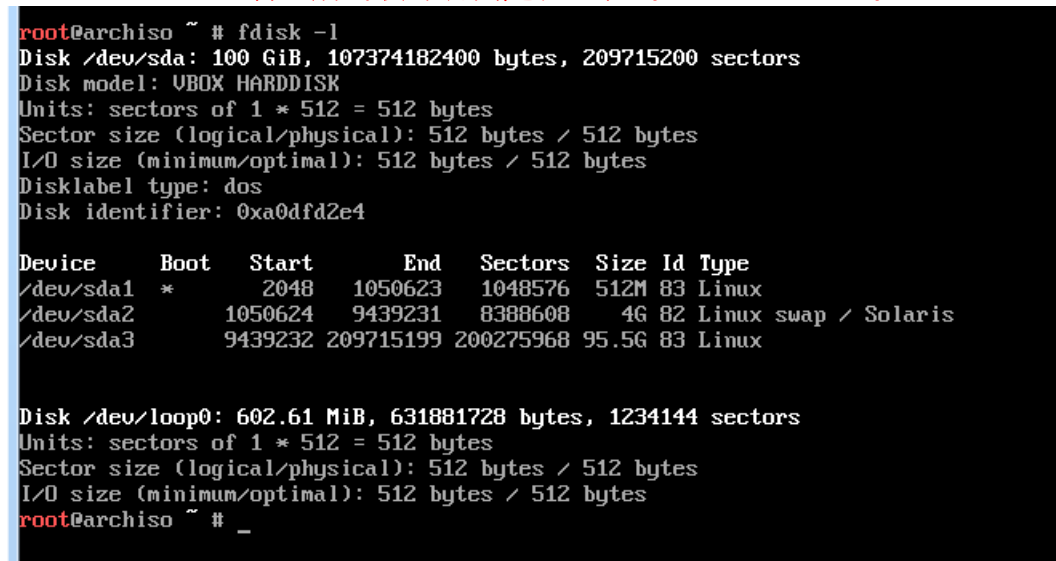 root@archiso ~ # fdisk -l
Disk /dev/sda: 100 GiB, 107374182400 bytes, 209715200 sectors
Disk model: VBOX HARDDISK
Units: sectors of 1 * 512 = 512 bytes
Sector size (logical/physical): 512 bytes / 512 bytes
I/O size (minimum/optimal): 512 bytes / 512 bytes
Disklabel type: dos
Disk identifier: 0xa0dfd2e4
Device     Boot   Start       End   Sectors  Size Id Type
/dev/sda1  *       2048   1050623   1048576  512M 83 Linux
/dev/sda2       1050624   9439231   8388608    4G 82 Linux swap / Solaris
/dev/sda3       9439232 209715199 200275968 95.5G 83 Linux
Disk /dev/loop0: 602.61 MiB, 631881728 bytes, 1234144 sectors
Units: sectors of 1 * 512 = 512 bytes
Sector size (logical/physical): 512 bytes / 512 bytes
I/O size (minimum/optimal): 512 bytes / 512 bytes
root@archiso ~ # _